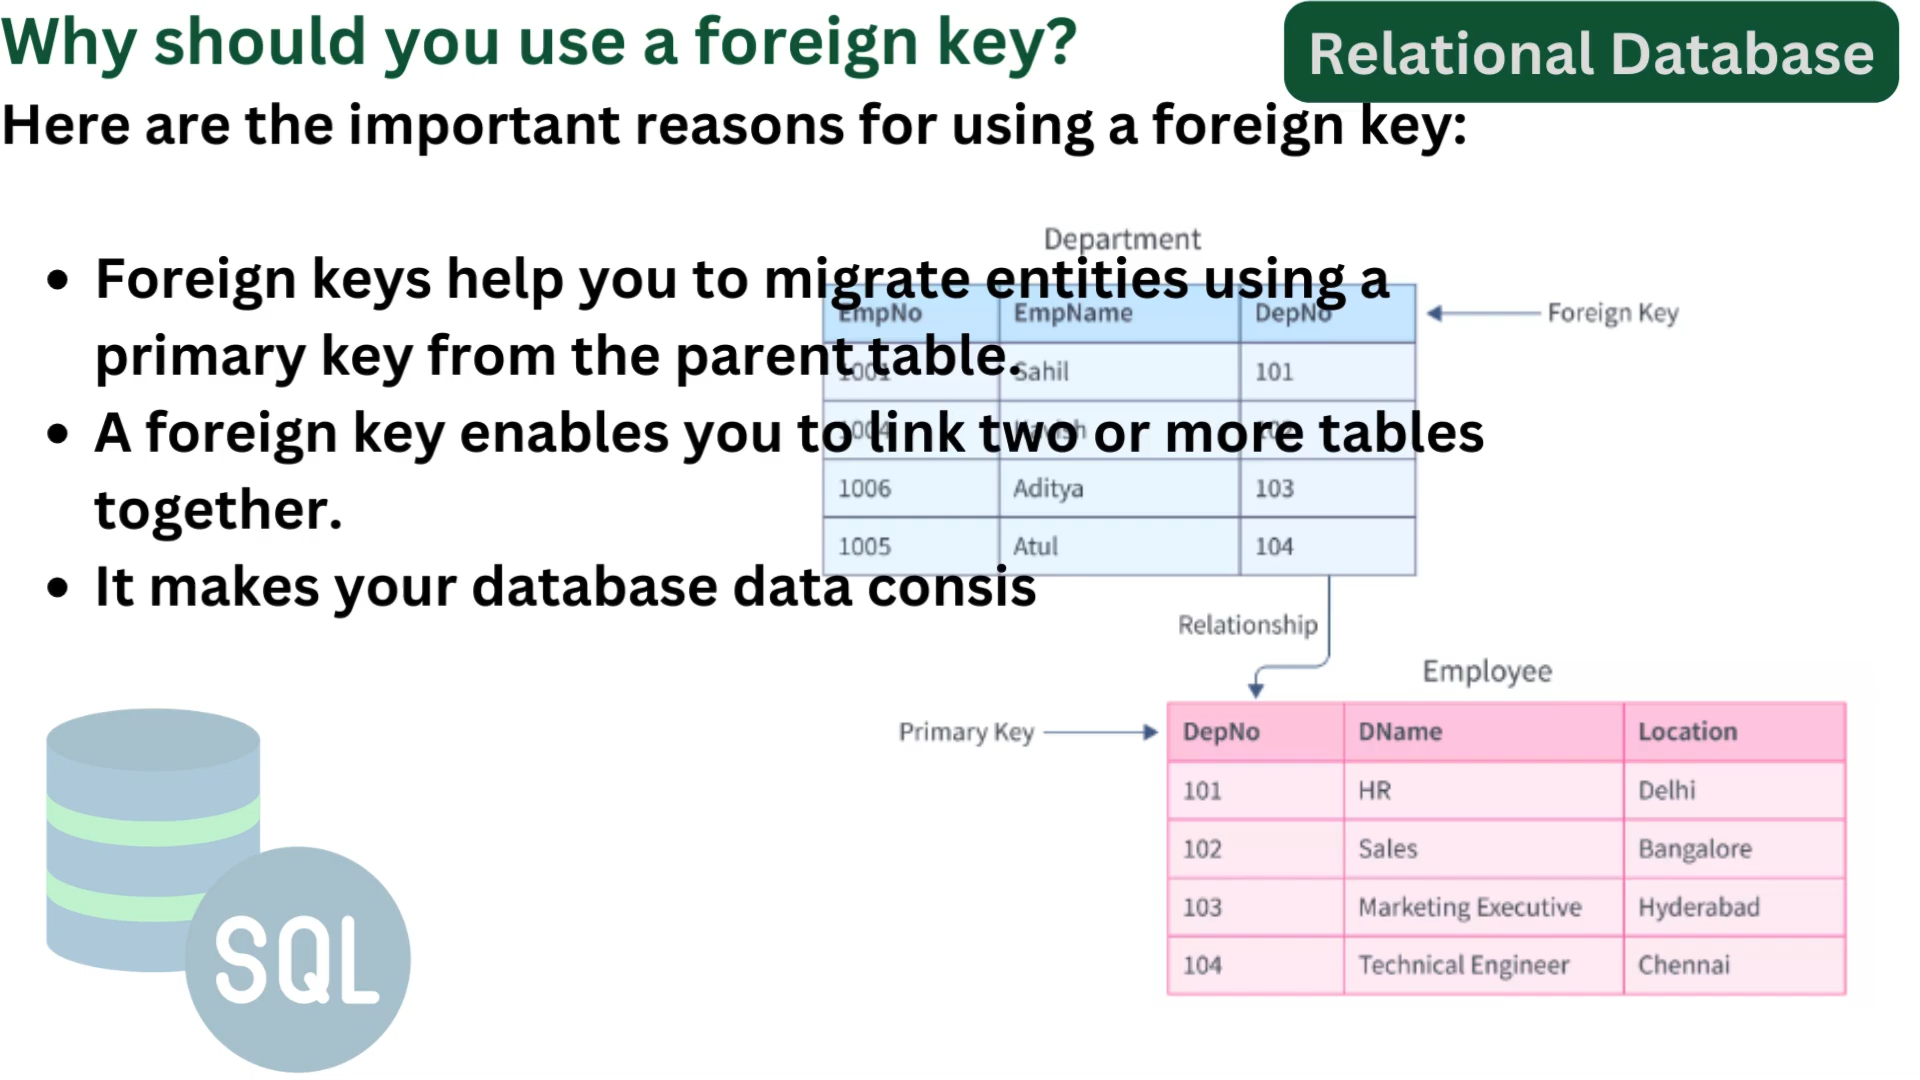 Why should you use a foreign key?
Relational Database
Here are the important reasons for using a foreign key:
• Foreign keys help you to migrate entities using a
primary key from the parent table.
• A foreign key enables you to link two or more tables
together.
• It makes your database data consis
Department
EmpNo EmpName DepNo
Foreign Key
1001 Sahil 101
1004
1006 Aditya 103
1005 Atul 104
Relationship
Employee
Primary Key
DepNo DName Location
101 HR Delhi
102 Sales Bangalore
103 Marketing Executive Hyderabad
104 Technical Engineer Chennai
SQL